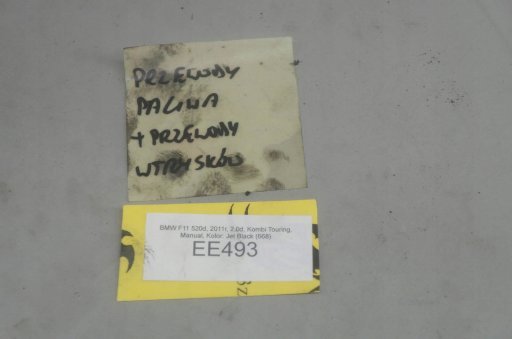 PRZEWODY
PALIWA
+ PRZEWODY
WTRYSKÓW
BMW F11 520d, 2011r, 2.0d, Kombi Touring,
Manual, Kolor: Jet Black (668)
EE493